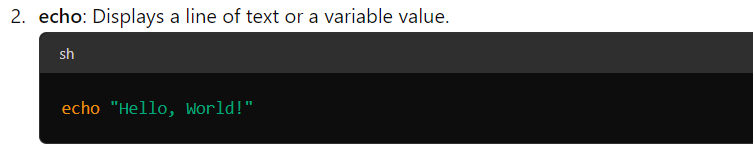 2. echo: Displays a line of text or a variable value.
sh
echo "Hello, World!"